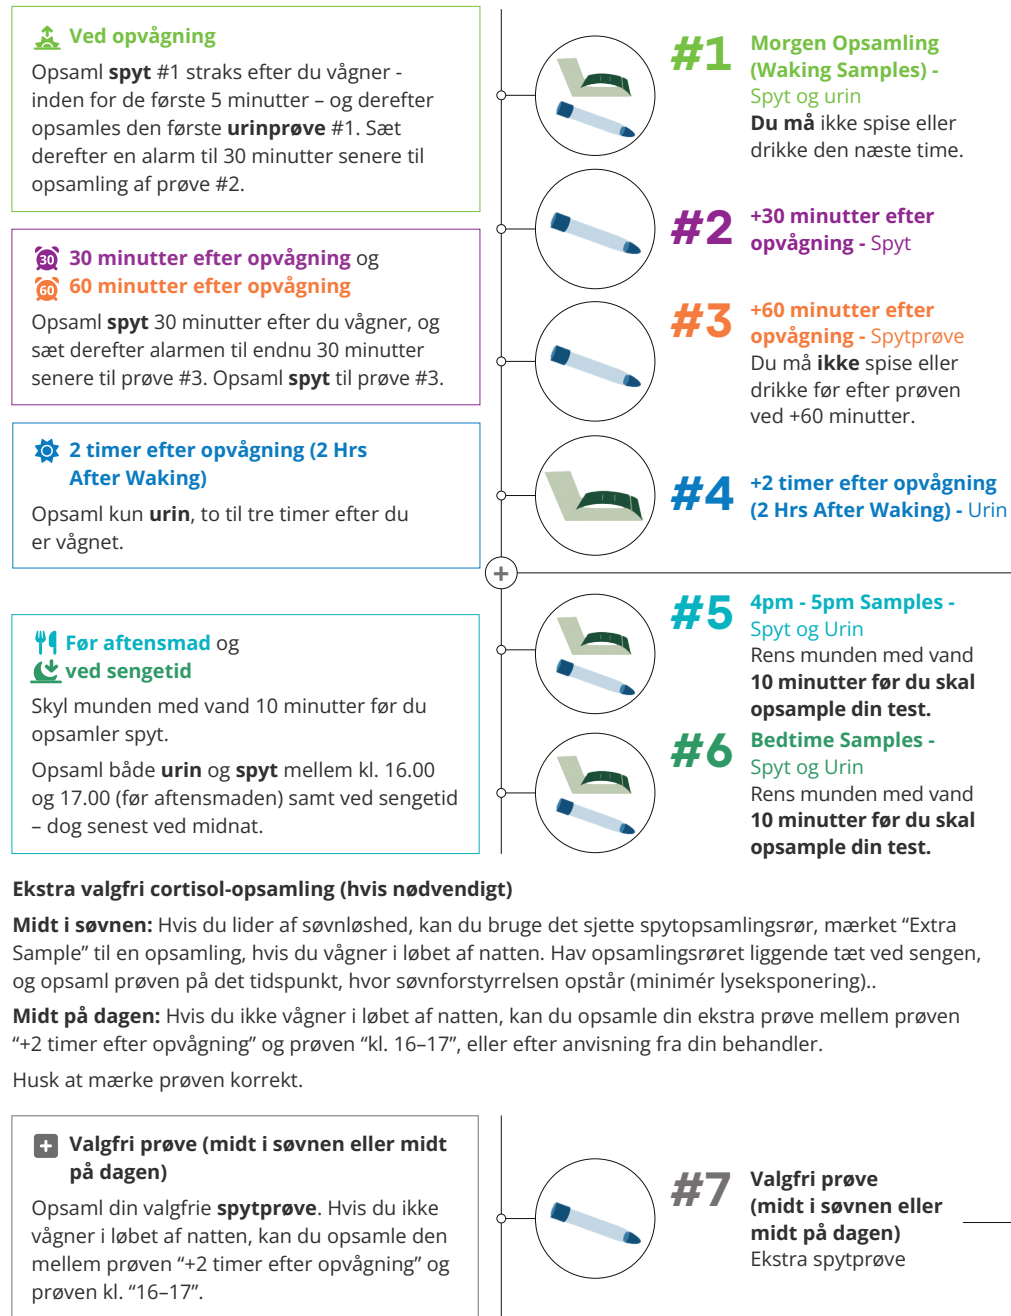 Ved opvågning
Opsaml spyt #1 straks efter du vågner -
inden for de første 5 minutter – og derefter
opsamles den første urinprøve #1. Sæt
derefter en alarm til 30 minutter senere til
opsamling af prøve #2.
#1
Morgen Opsamling
(Waking Samples) -
Spyt og urin
Du må ikke spise eller
drikke den næste time.
30 30 minutter efter opvågning og
60 60 minutter efter opvågning
Opsaml spyt 30 minutter efter du vågner, og
sæt derefter alarmen til endnu 30 minutter
senere til prøve #3. Opsaml spyt til prøve #3.
#2
+30 minutter efter
opvågning - Spyt
#3
+60 minutter efter
opvågning - Spytprøve
Du må ikke spise eller
drikke før efter prøven
ved +60 minutter.
2 timer efter opvågning (2 Hrs
After Waking)
Opsaml kun urin, to til tre timer efter du
er vågnet.
#4
+2 timer efter opvågning
(2 Hrs After Waking) - Urin
+
Før aftensmad og
ved sengetid
Skyl munden med vand 10 minutter før du
opsamler spyt.
Opsaml både urin og spyt mellem kl. 16.00
og 17.00 (før aftensmaden) samt ved sengetid
– dog senest ved midnat.
#5
4pm - 5pm Samples -
Spyt og Urin
Rens munden med vand
10 minutter før du skal
opsample din test.
#6
Bedtime Samples -
Spyt og Urin
Rens munden med vand
10 minutter før du skal
opsample din test.
Ekstra valgfri cortisol-opsamling (hvis nødvendigt)
Midt i søvnen: Hvis du lider af søvnløshed, kan du bruge det sjette spytopsamlingsrør, mærket “Extra
Sample” til en opsamling, hvis du vågner i løbet af natten. Hav opsamlingsrøret liggende tæt ved sengen,
og opsaml prøven på det tidspunkt, hvor søvnforstyrrelsen opstår (minimér lyseksponering)..
Midt på dagen: Hvis du ikke vågner i løbet af natten, kan du opsamle din ekstra prøve mellem prøven
“+2 timer efter opvågning” og prøven “kl. 16–17”, eller efter anvisning fra din behandler.
Husk at mærke prøven korrekt.
+ Valgfri prøve (midt i søvnen eller midt
på dagen)
Opsaml din valgfrie spytprøve. Hvis du ikke
vågner i løbet af natten, kan du opsamle den
mellem prøven “+2 timer efter opvågning” og
prøven kl. “16–17”.
#7
Valgfri prøve
(midt i søvnen eller
midt på dagen)
Ekstra spytprøve